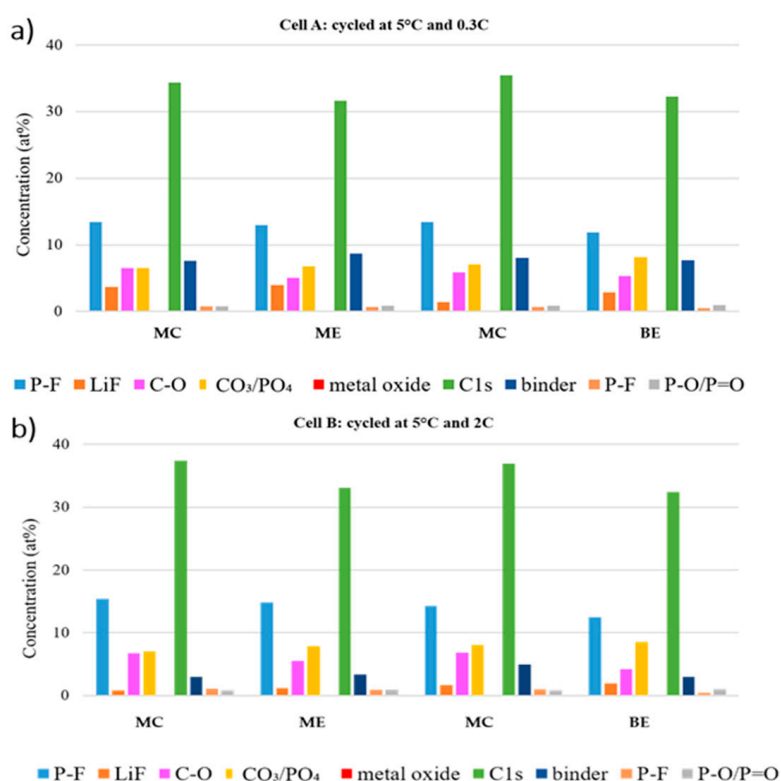 a)
Cell A: cycled at 5°C and 0.3C
Concentration (at%)
40
30
20
10
0
MC ME MC BE
P-F LiF C-O CO₃/PO₄ metal oxide C1s binder P-F P-O/P=O
b)
Cell B: cycled at 5°C and 2C
Concentration (at%)
40
30
20
10
0
MC ME MC BE
P-F LiF C-O CO₃/PO₄ metal oxide C1s binder P-F P-O/P=O